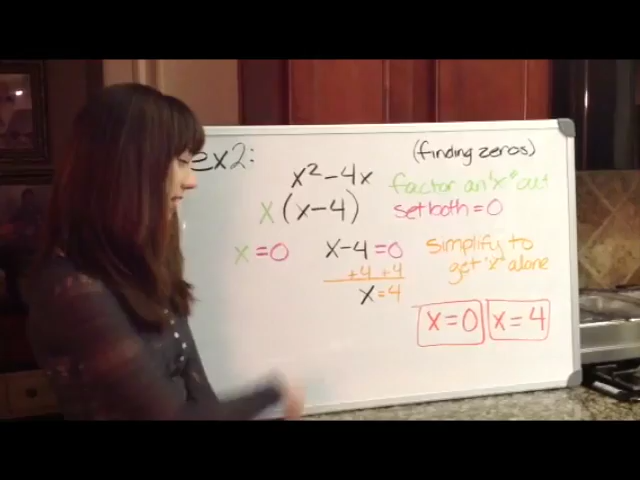 ex2:
(finding zeros)
x² - 4x
factor an "x" out
x (x-4)
set both = 0
x = 0
x-4 = 0
+4 +4
x = 4
simplify to
get "x" alone
x = 0
x = 4